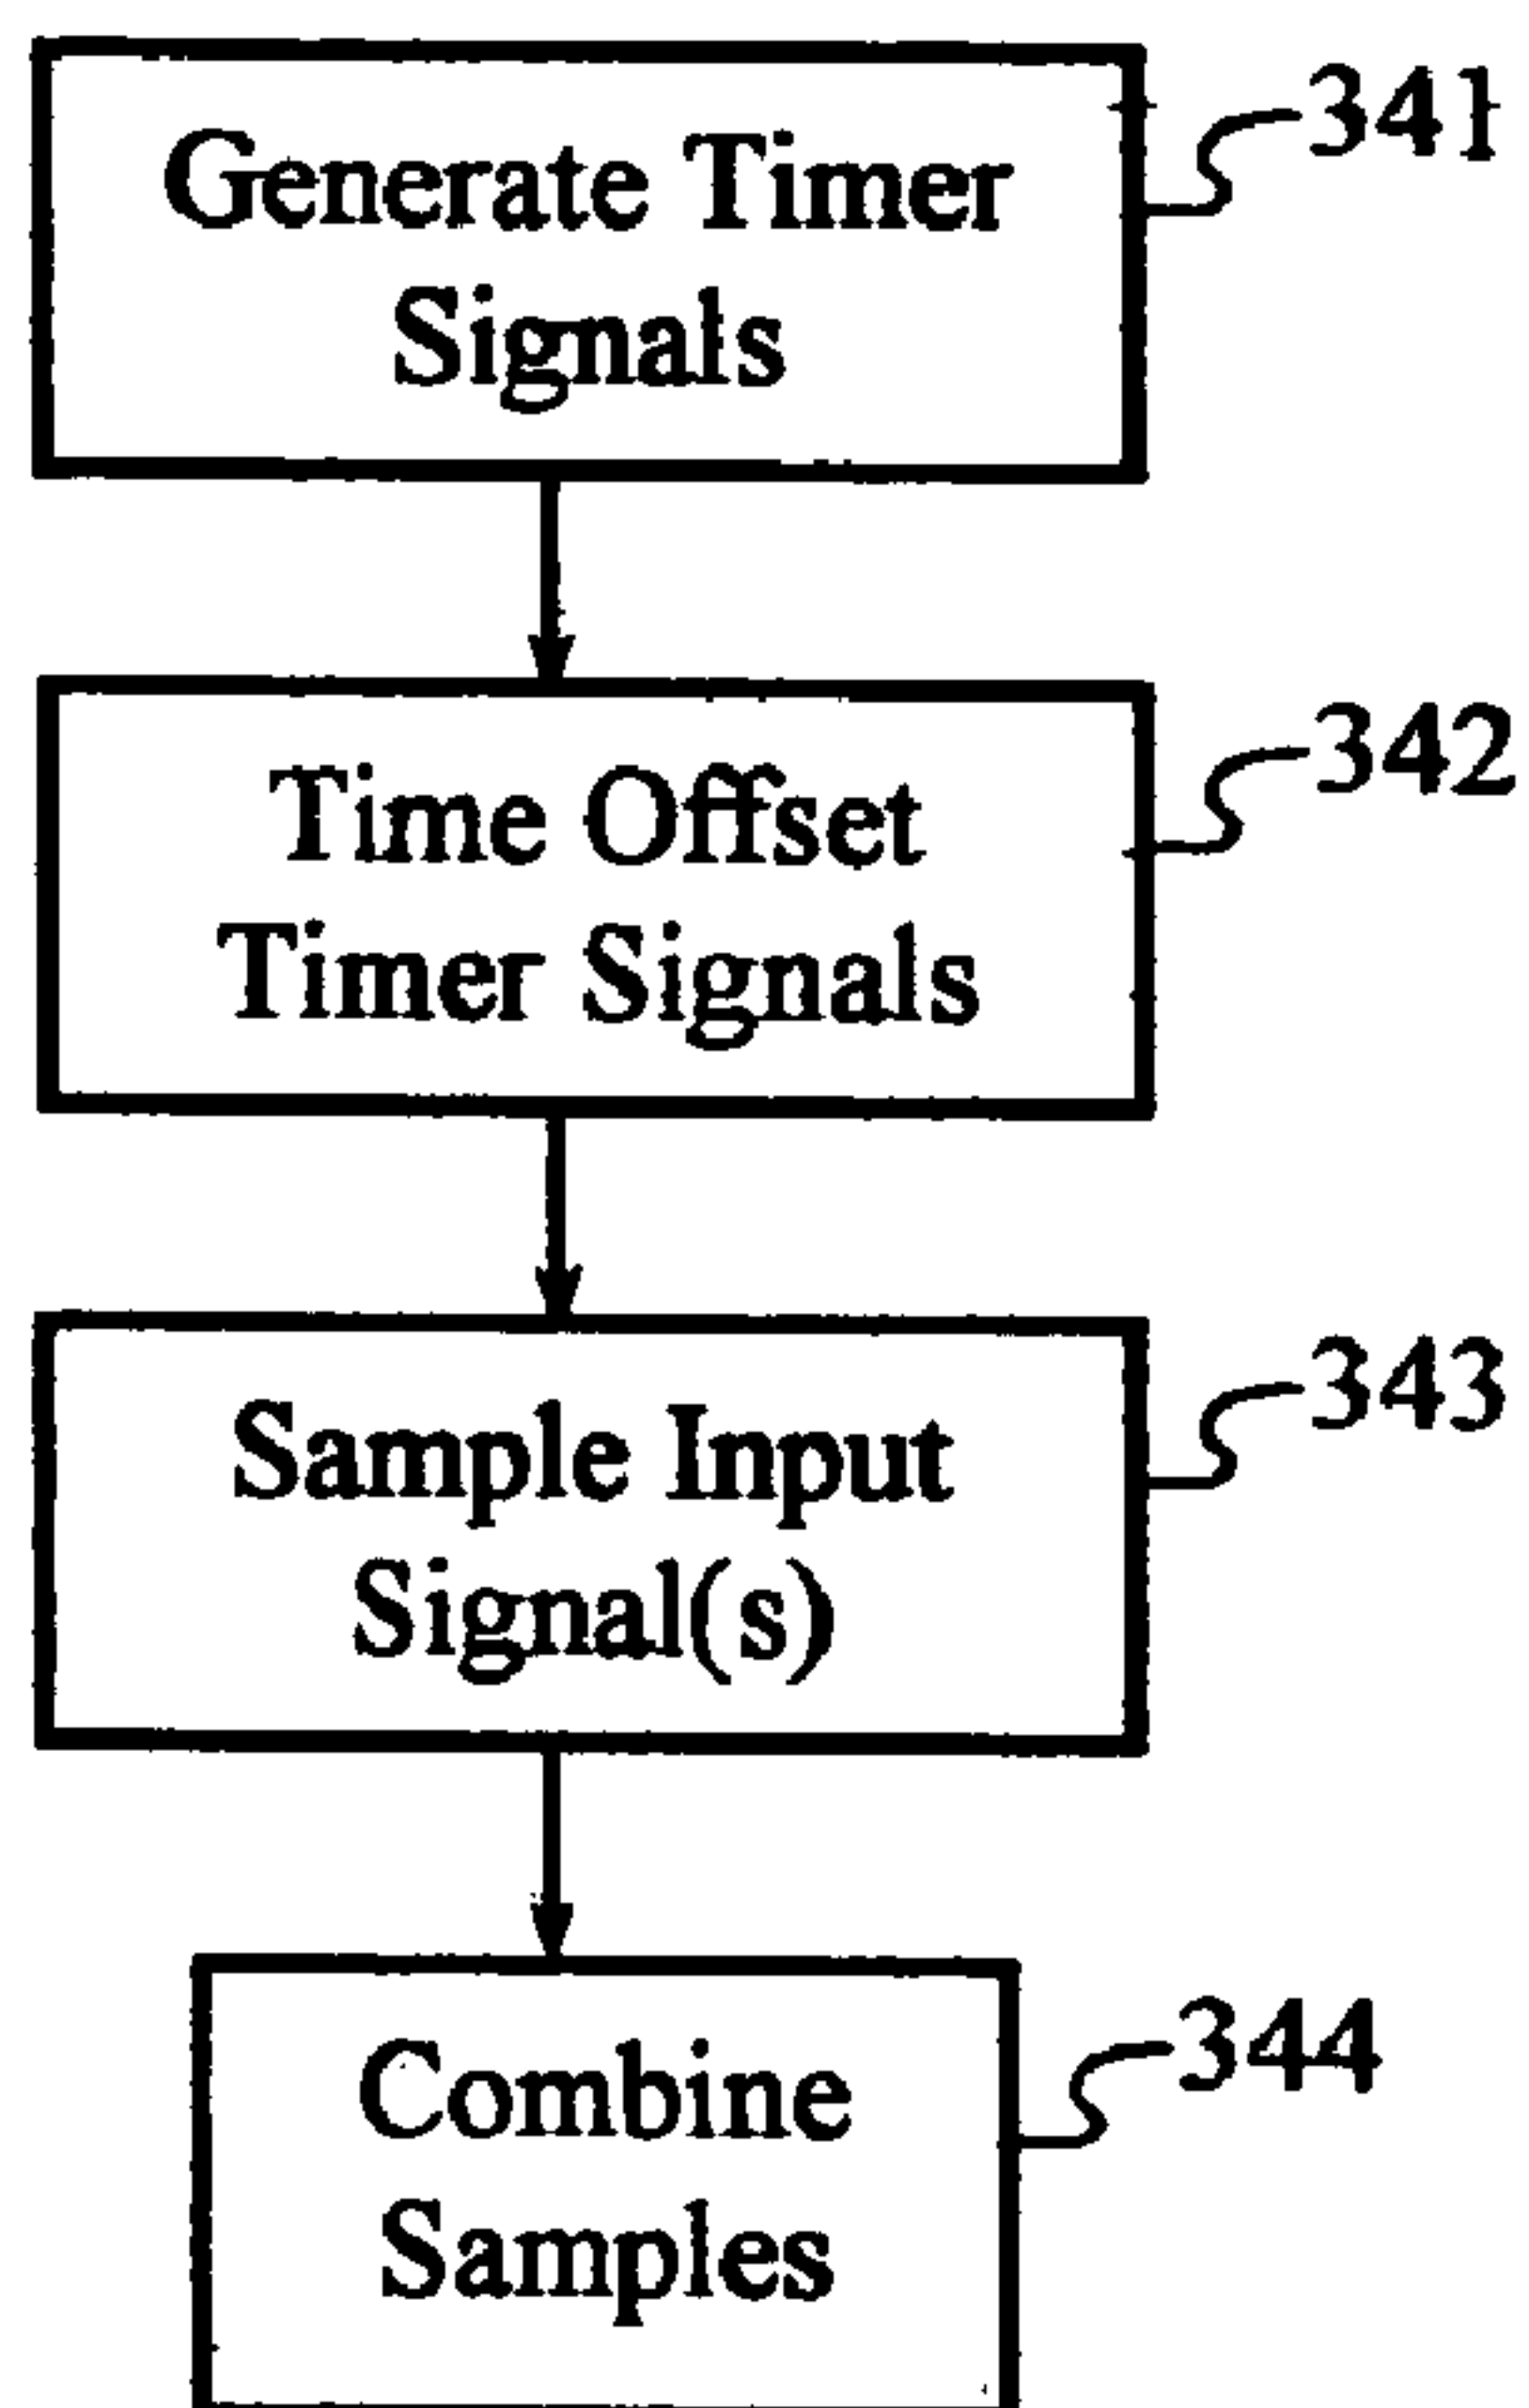 Generate Timer
Signals
341
Time Offset
Timer Signals
342
Sample Input
Signal(s)
343
Combine
Samples
344